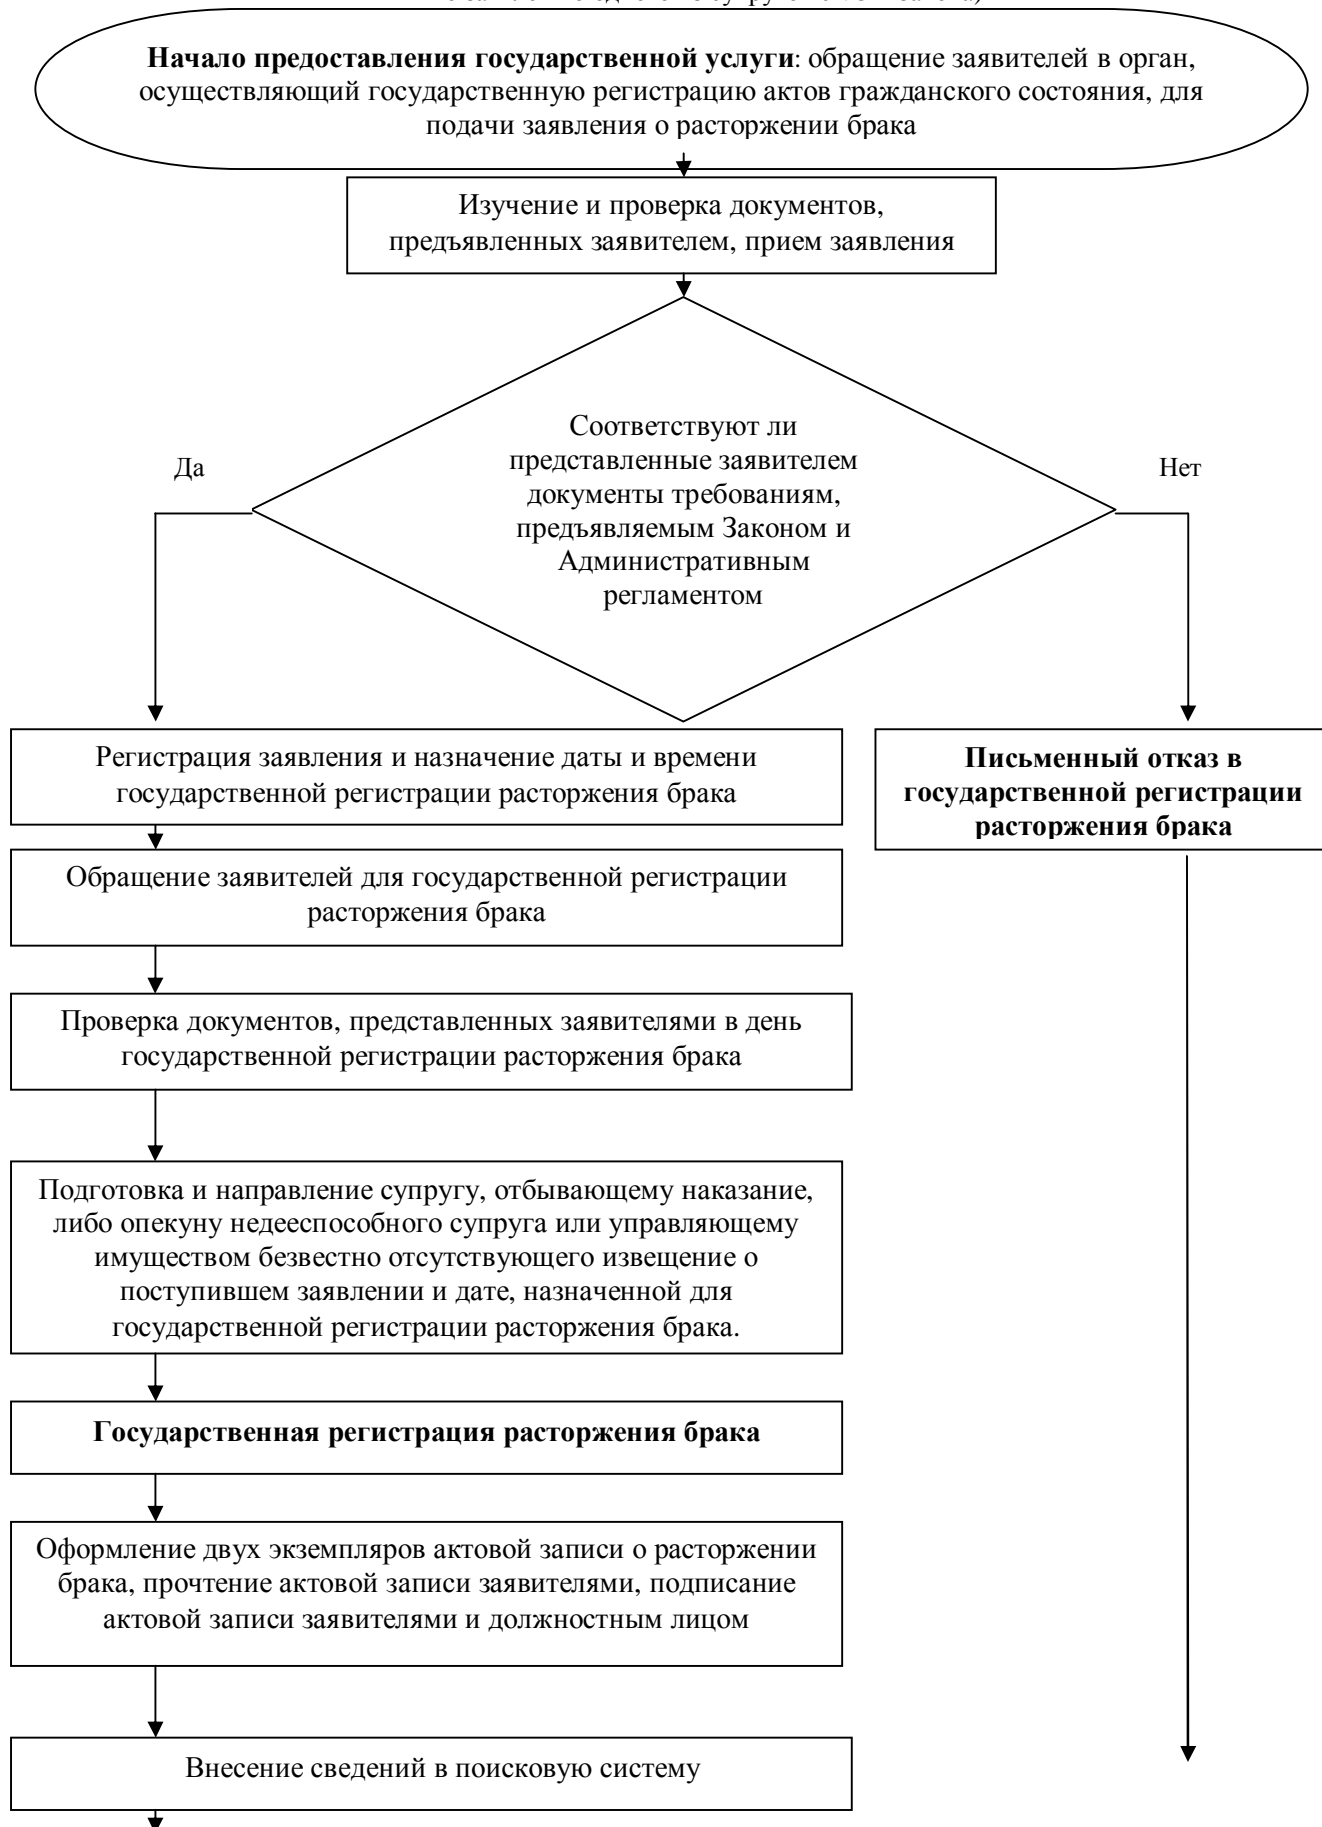 Начало предоставления государственной услуги: обращение заявителей в орган,
осуществляющий государственную регистрацию актов гражданского состояния, для
подачи заявления о расторжении брака
Изучение и проверка документов,
предъявленных заявителем, прием заявления
Соответствуют ли
представленные заявителем
документы требованиям,
предъявляемым Законом и
Административным
регламентом
Да
Нет
Регистрация заявления и назначение даты и времени
государственной регистрации расторжения брака
Письменный отказ в
государственной регистрации
расторжения брака
Обращение заявителей для государственной регистрации
расторжения брака
Проверка документов, представленных заявителями в день
государственной регистрации расторжения брака
Подготовка и направление супругу, отбывающему наказание,
либо опекуну недееспособного супруга или управляющему
имуществом безвестно отсутствующего извещение о
поступившем заявлении и дате, назначенной для
государственной регистрации расторжения брака.
Государственная регистрация расторжения брака
Оформление двух экземпляров актовой записи о расторжении
брака, прочтение актовой записи заявителями, подписание
актовой записи заявителями и должностным лицом
Внесение сведений в поисковую систему